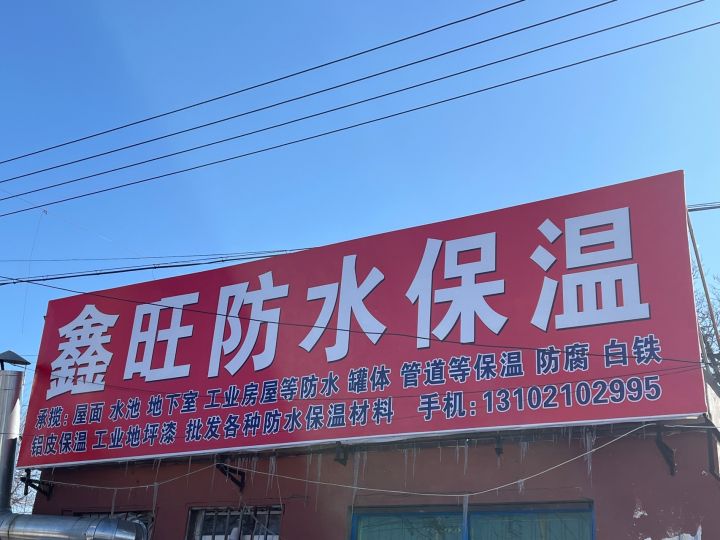 鑫旺防水保温
承揽:屋面 水池 地下室 工业房屋等防水 罐体 管道等保温 防腐 白铁
铝皮保温 工业地坪漆 批发各种防水保温材料 手机:13102102995